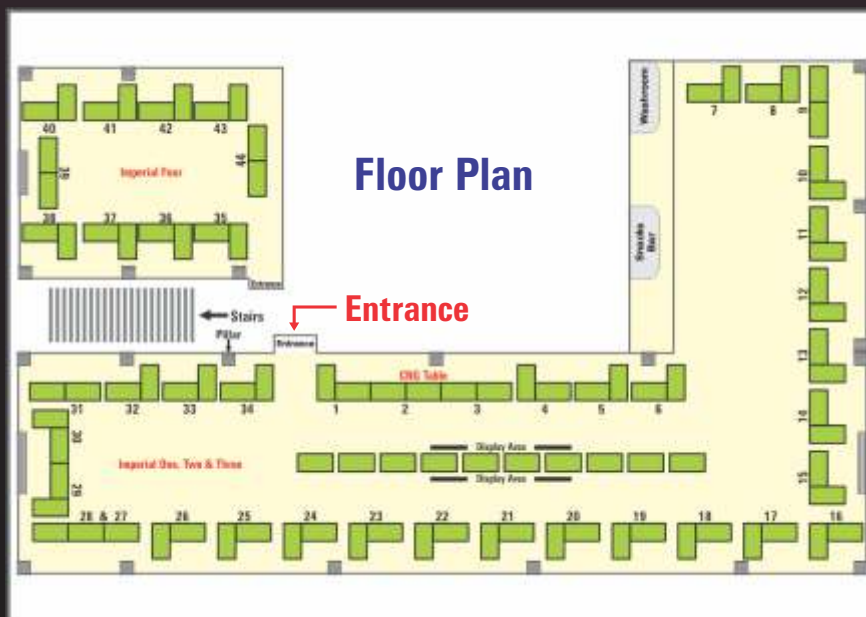 Floor Plan
40 41 42 43
39
Imperial Four
44
38 37 36 35
Entrance
Stairs
Pillar
Entrance
Entrance
Washroom
Snacks
Bar
7 8 9
10
11
12
13
14
15
CNG Table
31 32 33 34
1 2 3 4 5 6
30
29
Imperial One, Two & Three
Display Area
Display Area
28 & 27 26 25 24 23 22 21 20 19 18 17 16